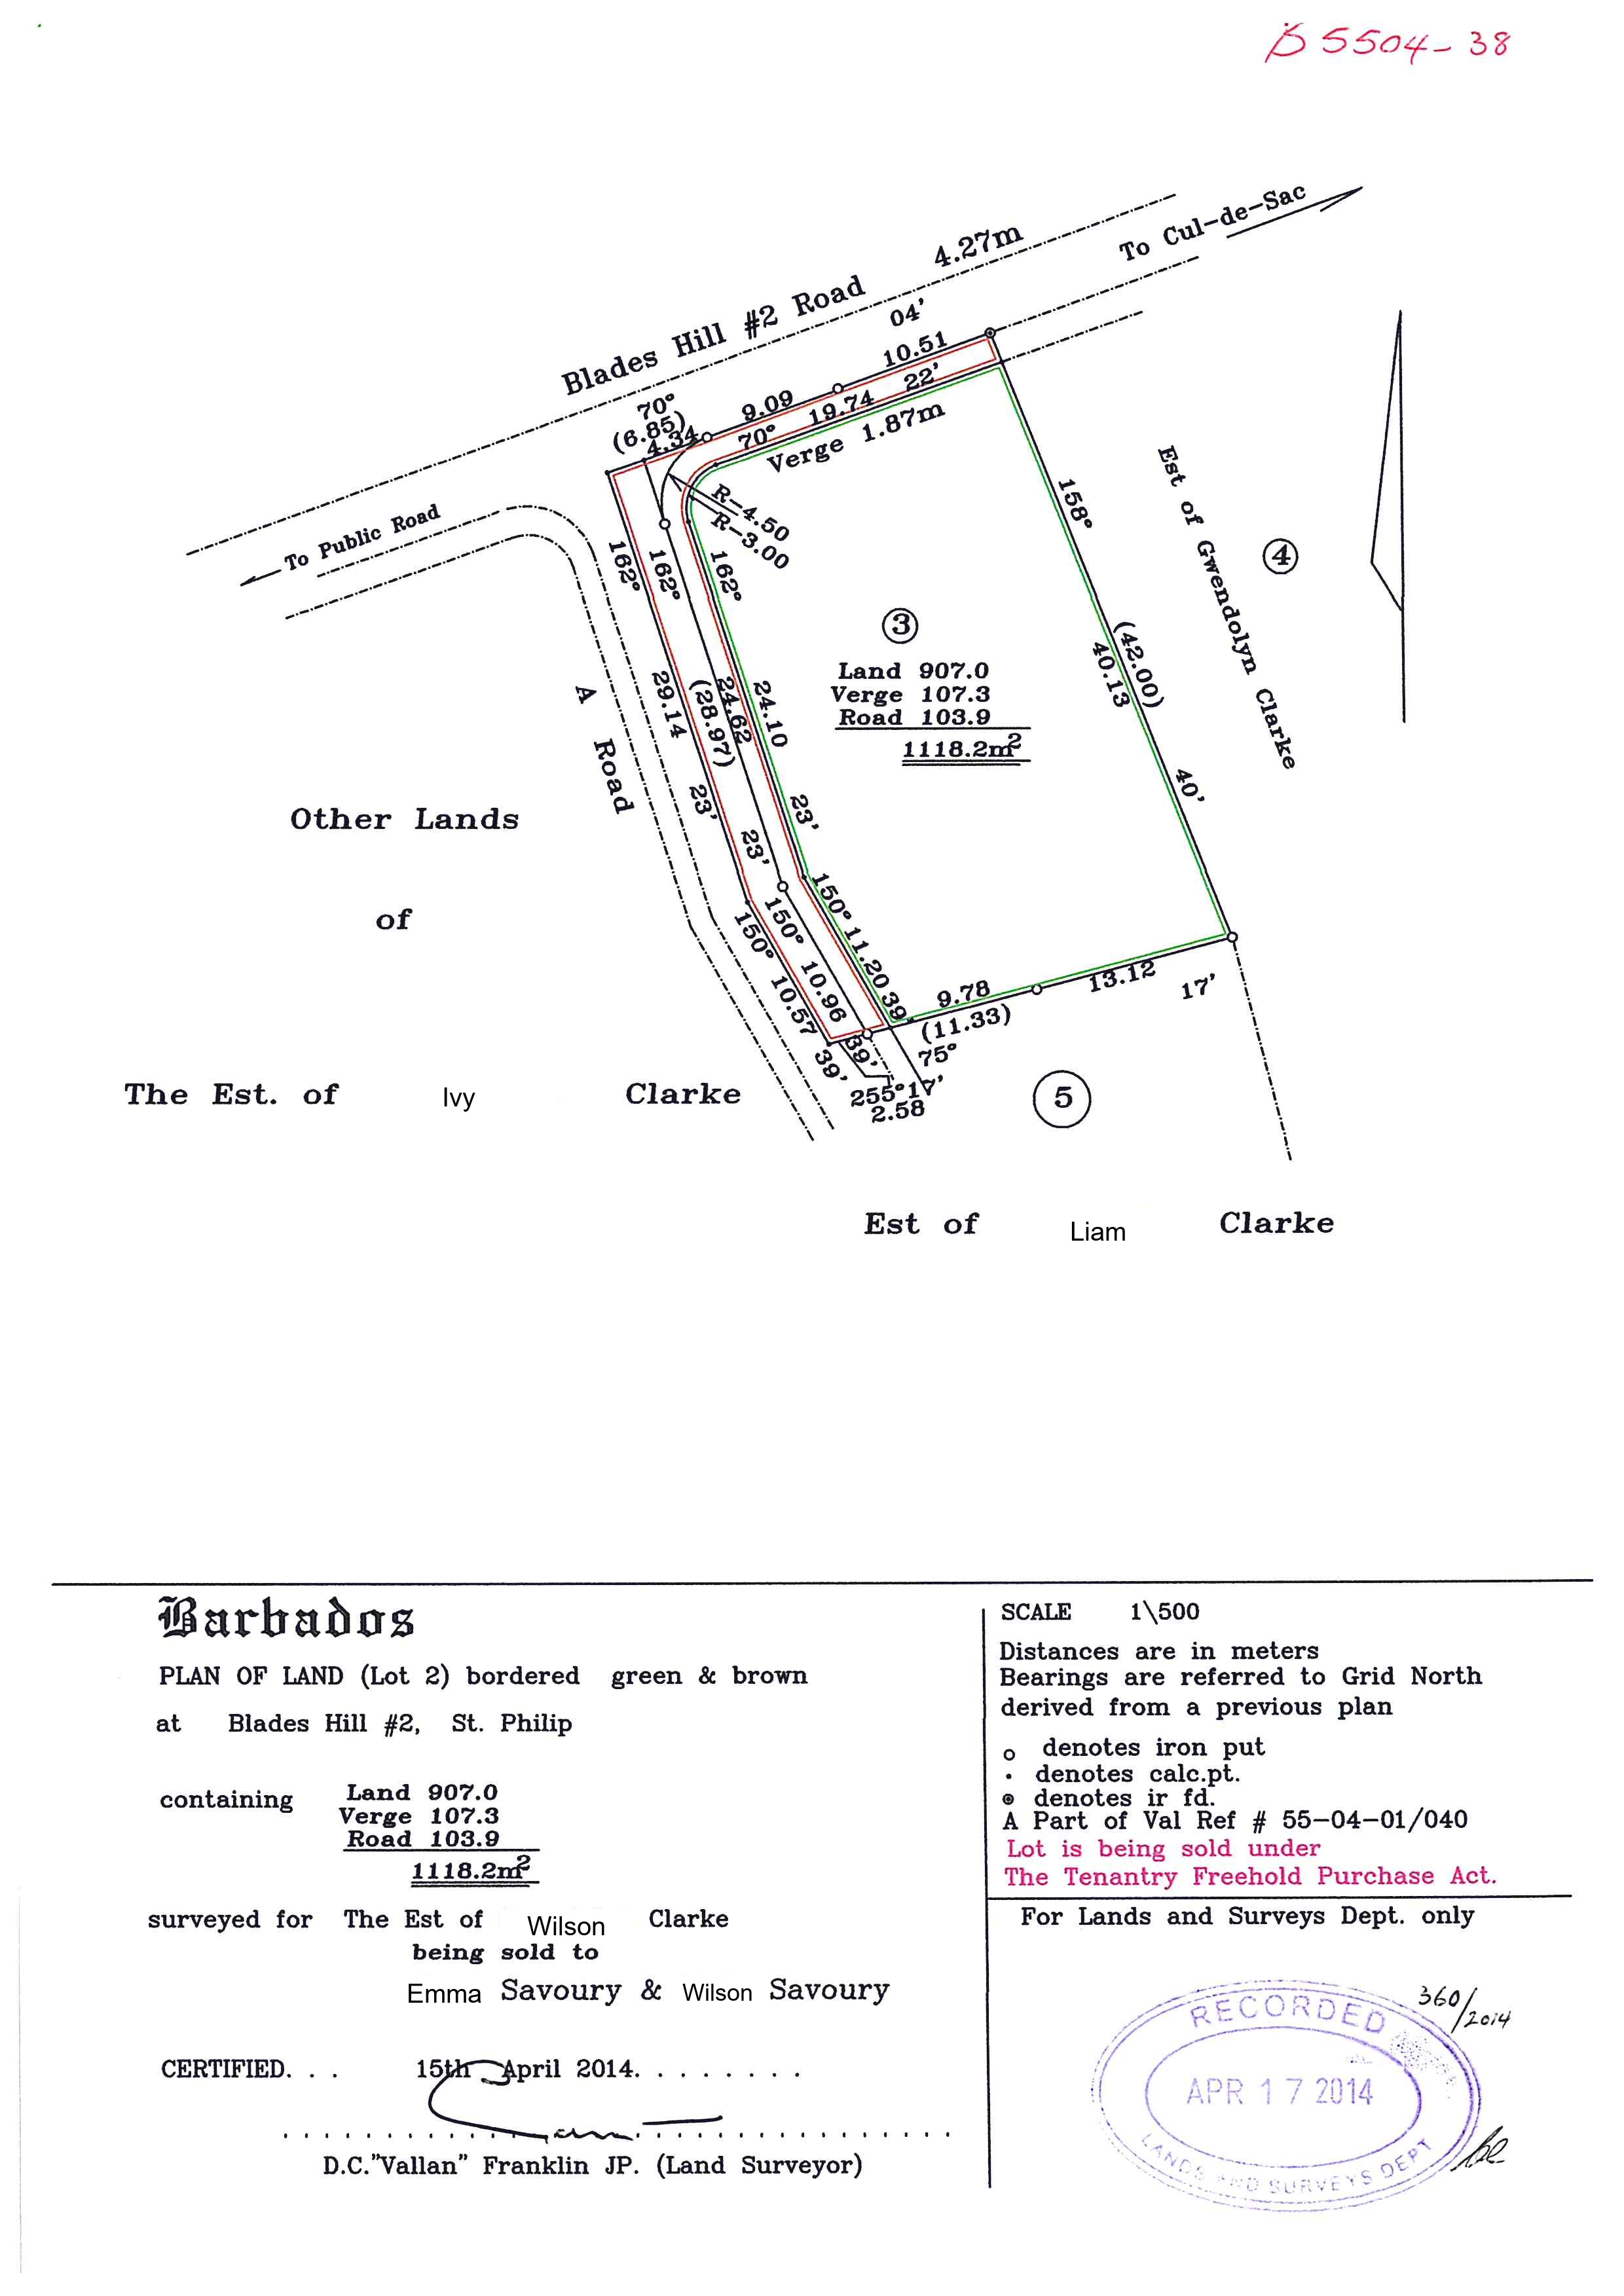 B 5504-38
To Cul-de-Sac
4.27m
Blades Hill #2 Road
04'
10.51
22'
70°
9.09
19.74
(6.85)
4.34
70°
Verge 1.87m
To Public Road
R-4.50
R-3.00
162°
162°
162°
158°
Est of Gwendolyn Clarke
4
3
Land 907.0
Verge 107.3
Road 103.9
1118.2m²
(42.00)
40.13
40'
A Road
29.14
(28.97)
24.62
24.10
23'
23'
23'
Other Lands
of
The Est. of Ivy Clarke
150°
150°
150°
11.20
10.96
10.57
39'
39'
39'
9.78
13.12
17'
(11.33)
75°
255°17'
2.58
5
Est of Liam Clarke
Barbados
PLAN OF LAND (Lot 2) bordered green & brown
at Blades Hill #2, St. Philip
containing
Land 907.0
Verge 107.3
Road 103.9
1118.2m²
surveyed for The Est of Wilson Clarke
being sold to
Emma Savoury & Wilson Savoury
CERTIFIED. . . 15th April 2014. . . . . . . .
D.C."Vallan" Franklin JP. (Land Surveyor)
SCALE 1\500
Distances are in meters
Bearings are referred to Grid North
derived from a previous plan
denotes iron put
denotes calc.pt.
denotes ir fd.
A Part of Val Ref # 55-04-01/040
Lot is being sold under
The Tenantry Freehold Purchase Act.
For Lands and Surveys Dept. only
360/2014
RECORDED
APR 17 2014
LANDS AND SURVEYS DEPT